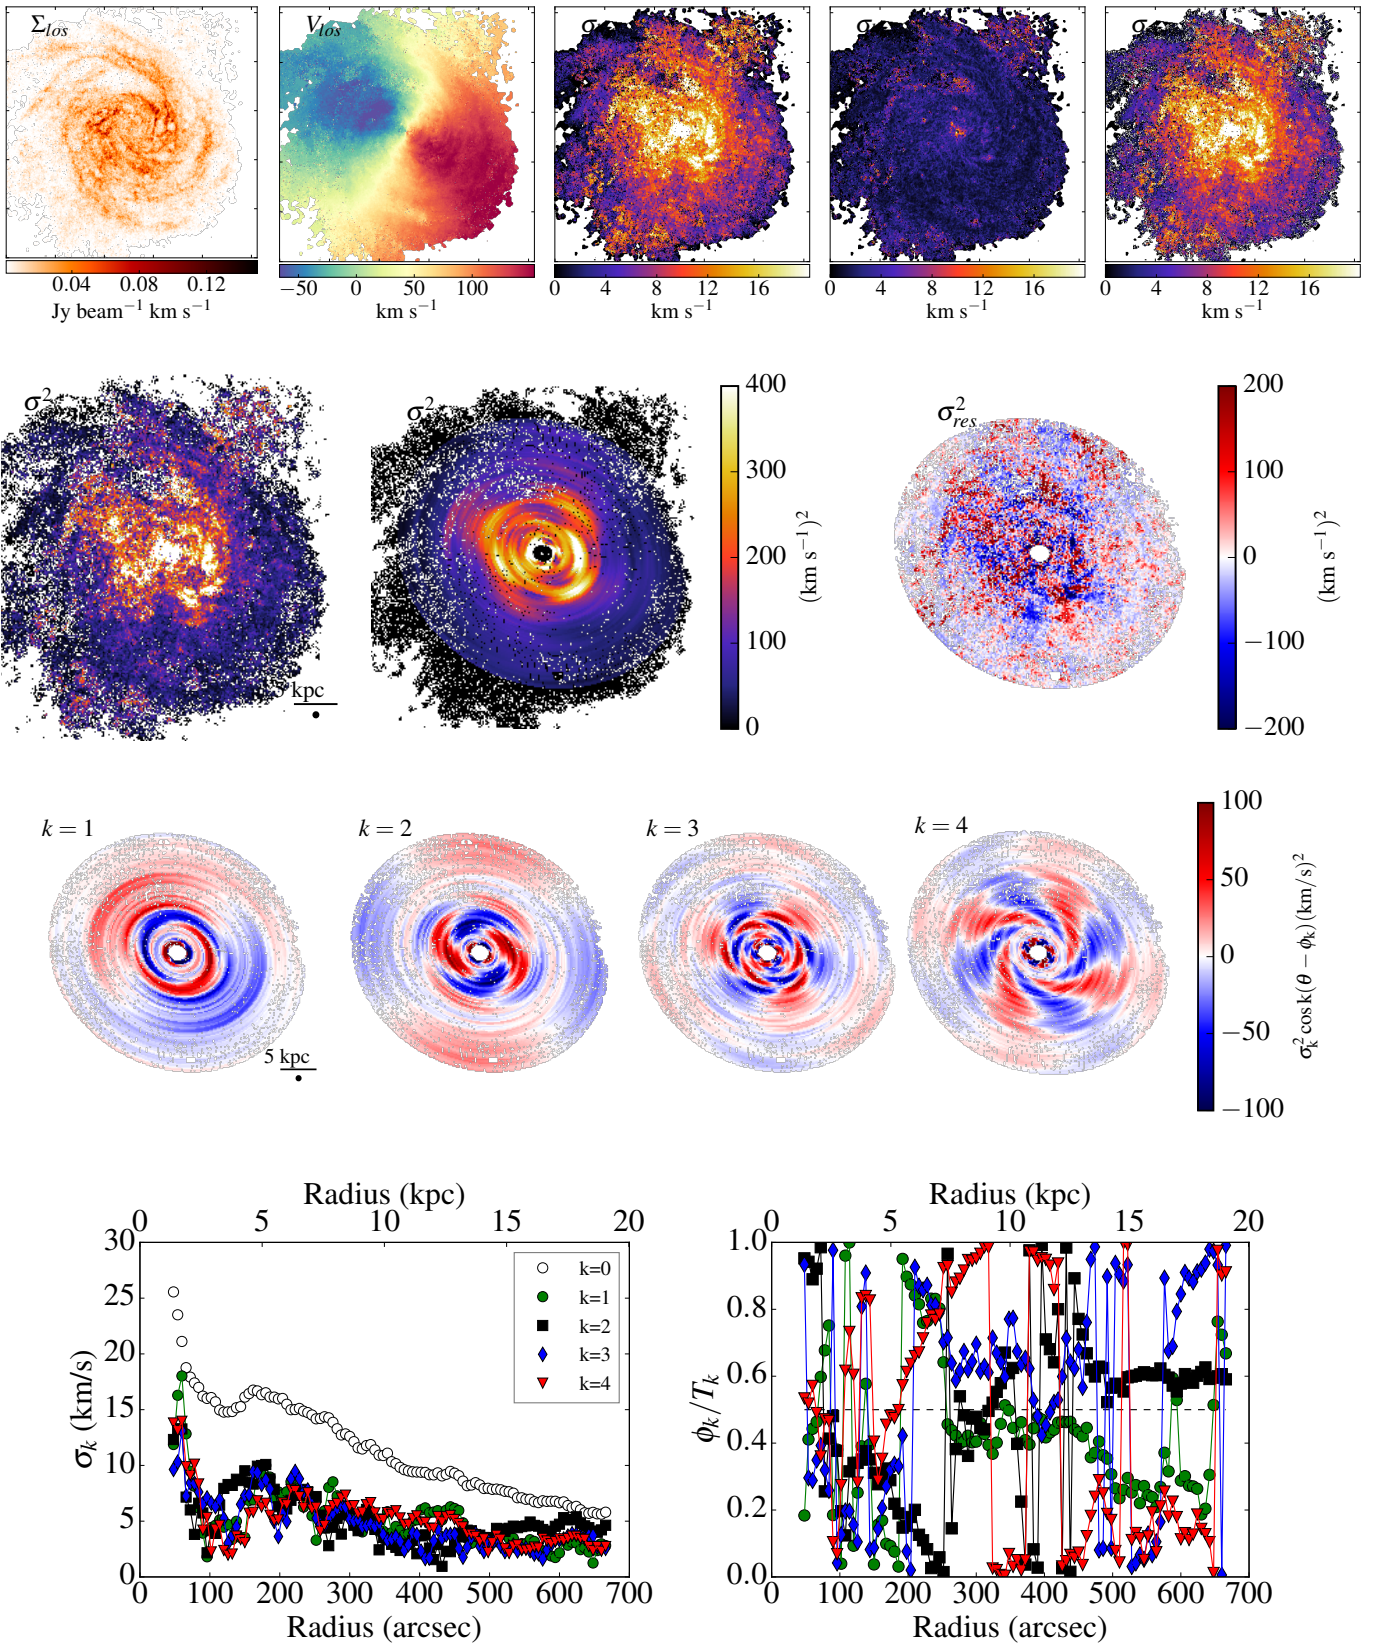 Σlos
Vlos
σ
σ
σ
0.04 0.08 0.12
Jy beam−1 km s−1
−50 0 50 100
km s−1
0 4 8 12 16
km s−1
0 4 8 12 16
km s−1
0 4 8 12 16
km s−1
σ2
σ2
σ2res
kpc
400
300
200
100
0
(km s−1)2
200
100
0
−100
−200
(km s−1)2
k = 1
k = 2
k = 3
k = 4
5 kpc
100
50
0
−50
−100
σ2k cos k(θ − ϕk) (km/s)2
Radius (kpc)
0 5 10 15 20
30
25
20
15
10
5
0
σk (km/s)
k=0
k=1
k=2
k=3
k=4
0 100 200 300 400 500 600 700
Radius (arcsec)
Radius (kpc)
0 5 10 15 19
1.0
0.8
0.6
0.4
0.2
0.0
ϕk/Tk
0 100 200 300 400 500 600 700
Radius (arcsec)